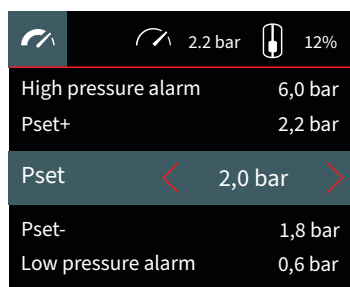 2.2 bar 12%
High pressure alarm 6,0 bar
Pset+ 2,2 bar
Pset 2,0 bar
Pset- 1,8 bar
Low pressure alarm 0,6 bar